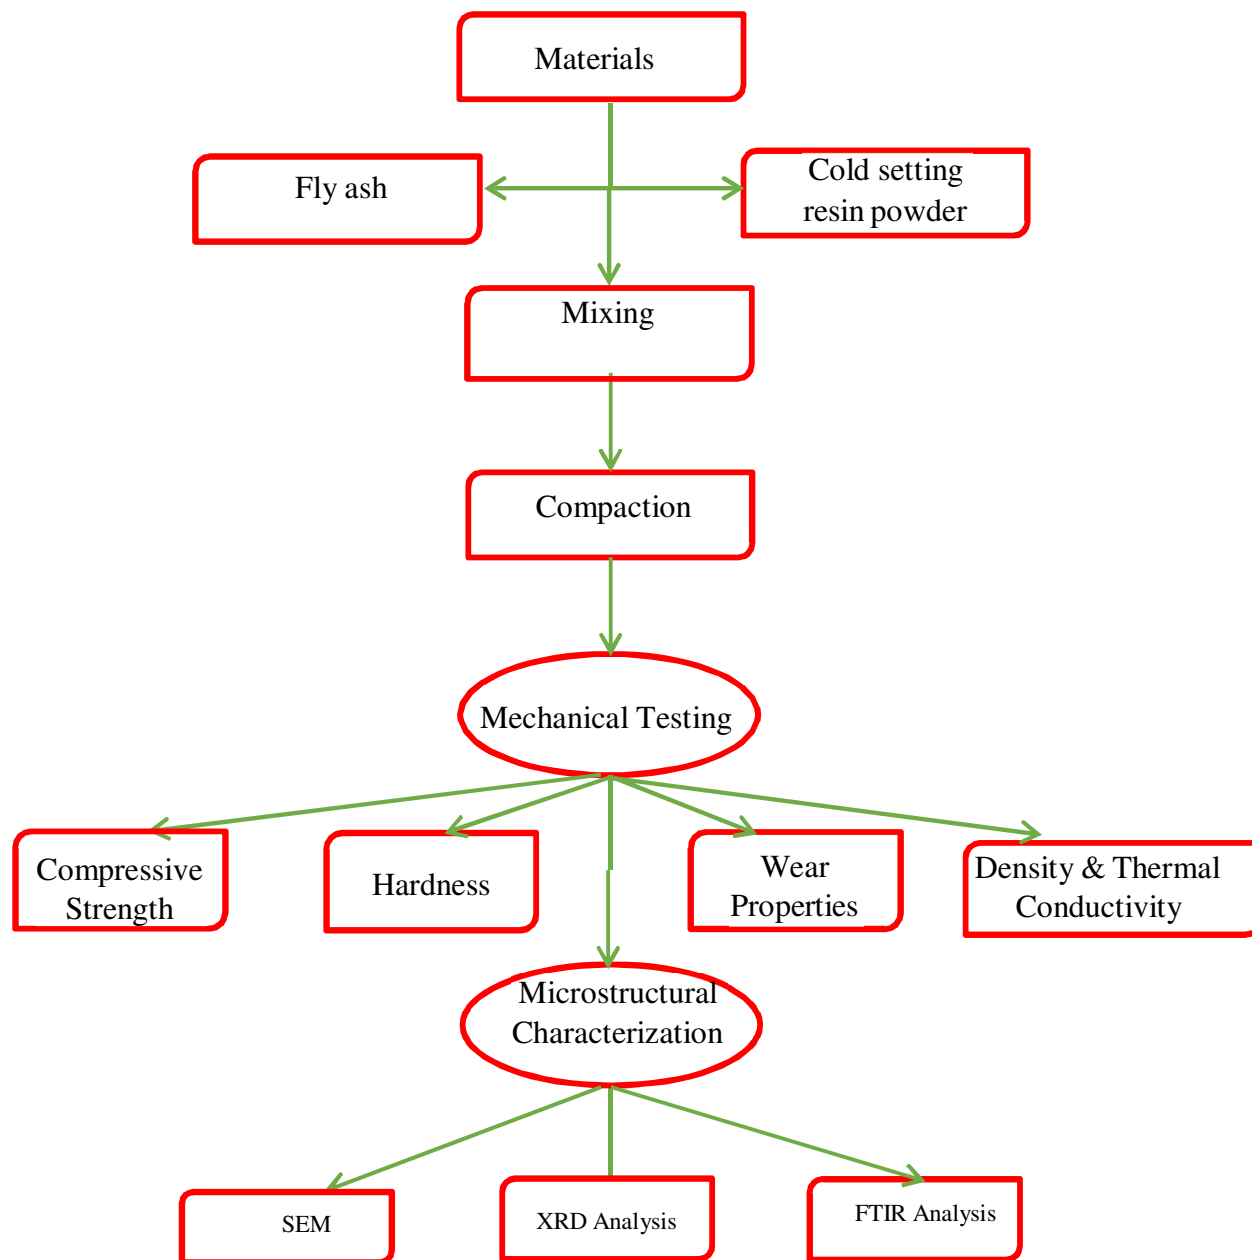 Materials
Fly ash
Cold setting
resin powder
Mixing
Compaction
Mechanical Testing
Compressive
Strength
Hardness
Wear
Properties
Density & Thermal
Conductivity
Microstructural
Characterization
SEM
XRD Analysis
FTIR Analysis